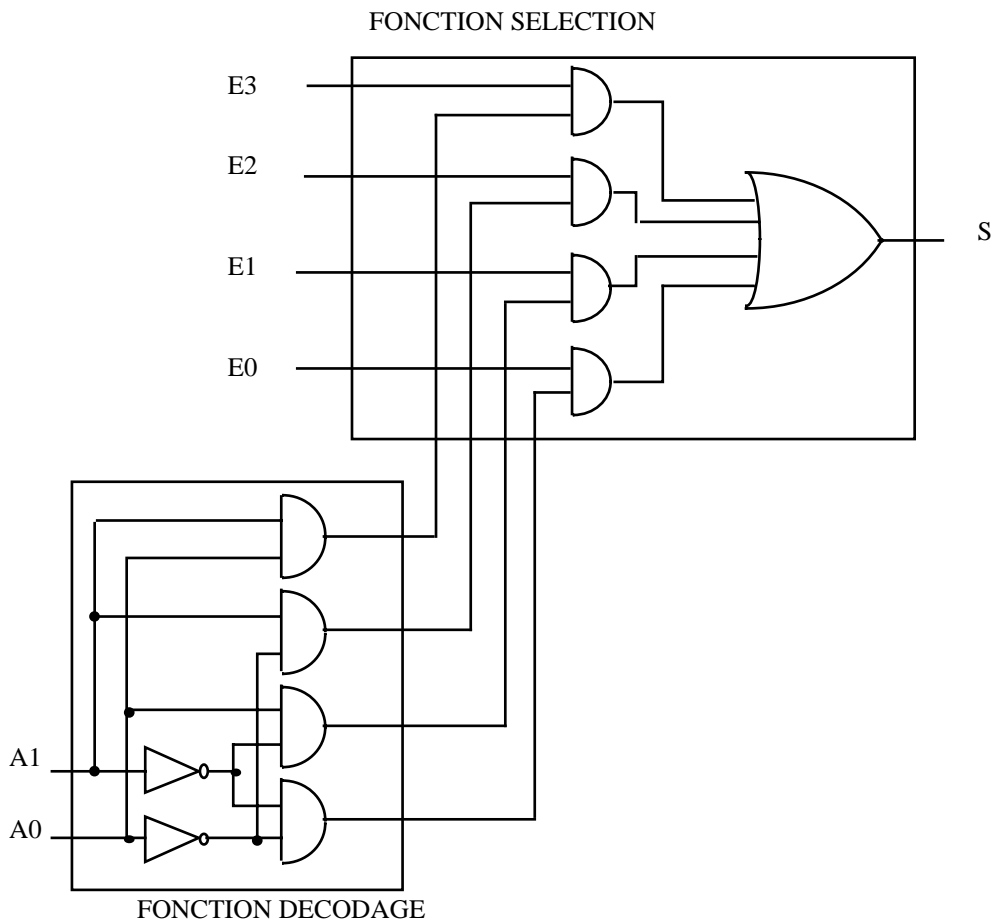 FONCTION SELECTION
E3
E2
S
E1
E0
A1
A0
FONCTION DECODAGE